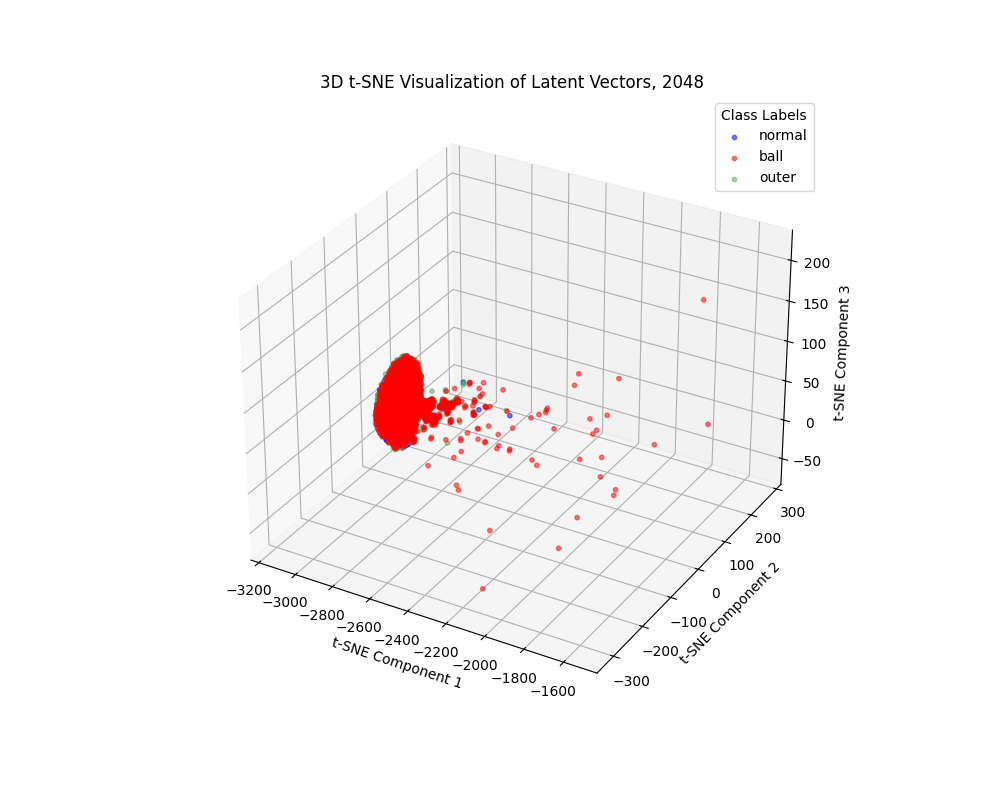 3D t-SNE Visualization of Latent Vectors, 2048
Class Labels
normal
ball
outer
200
150
100
50
0
−50
t-SNE Component 3
300
200
100
0
−100
−200
−300
t-SNE Component 2
−3200
−3000
−2800
−2600
−2400
−2200
−2000
−1800
−1600
t-SNE Component 1